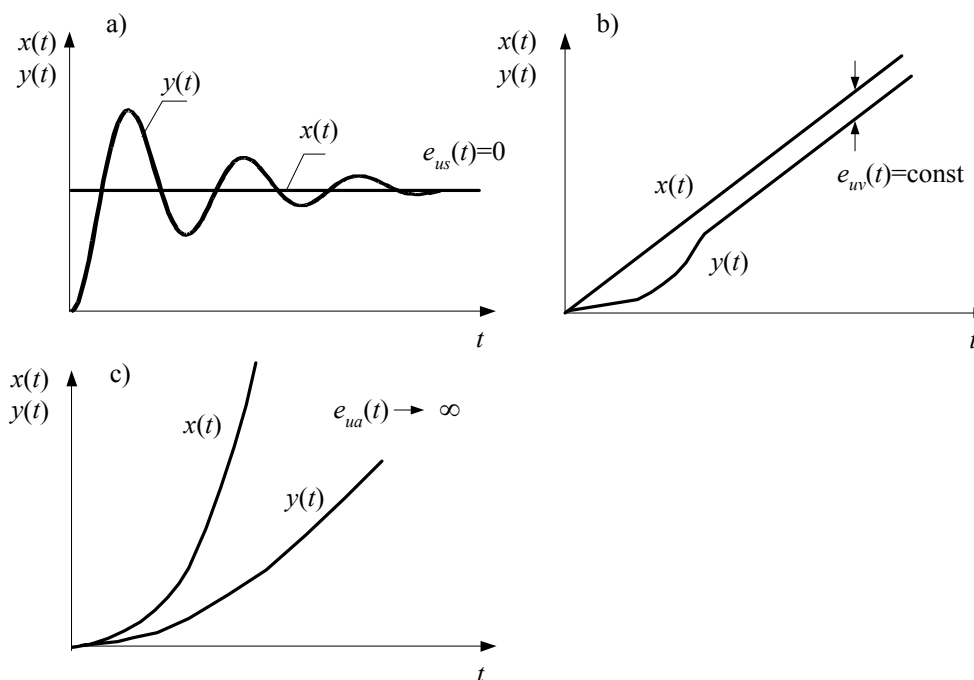 a)
x(t)
y(t)
y(t)
x(t)
e_us(t)=0
t
b)
x(t)
y(t)
x(t)
e_uv(t)=const
y(t)
t
c)
x(t)
y(t)
x(t)
e_ua(t) → ∞
y(t)
t